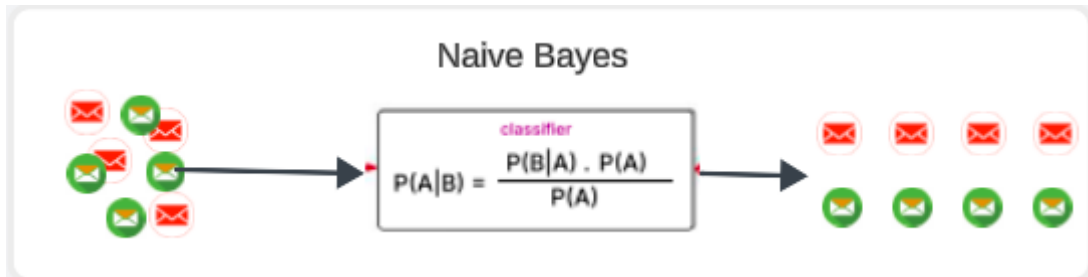 Naive Bayes
classifier
P(A|B) = P(B|A) . P(A)
P(A)